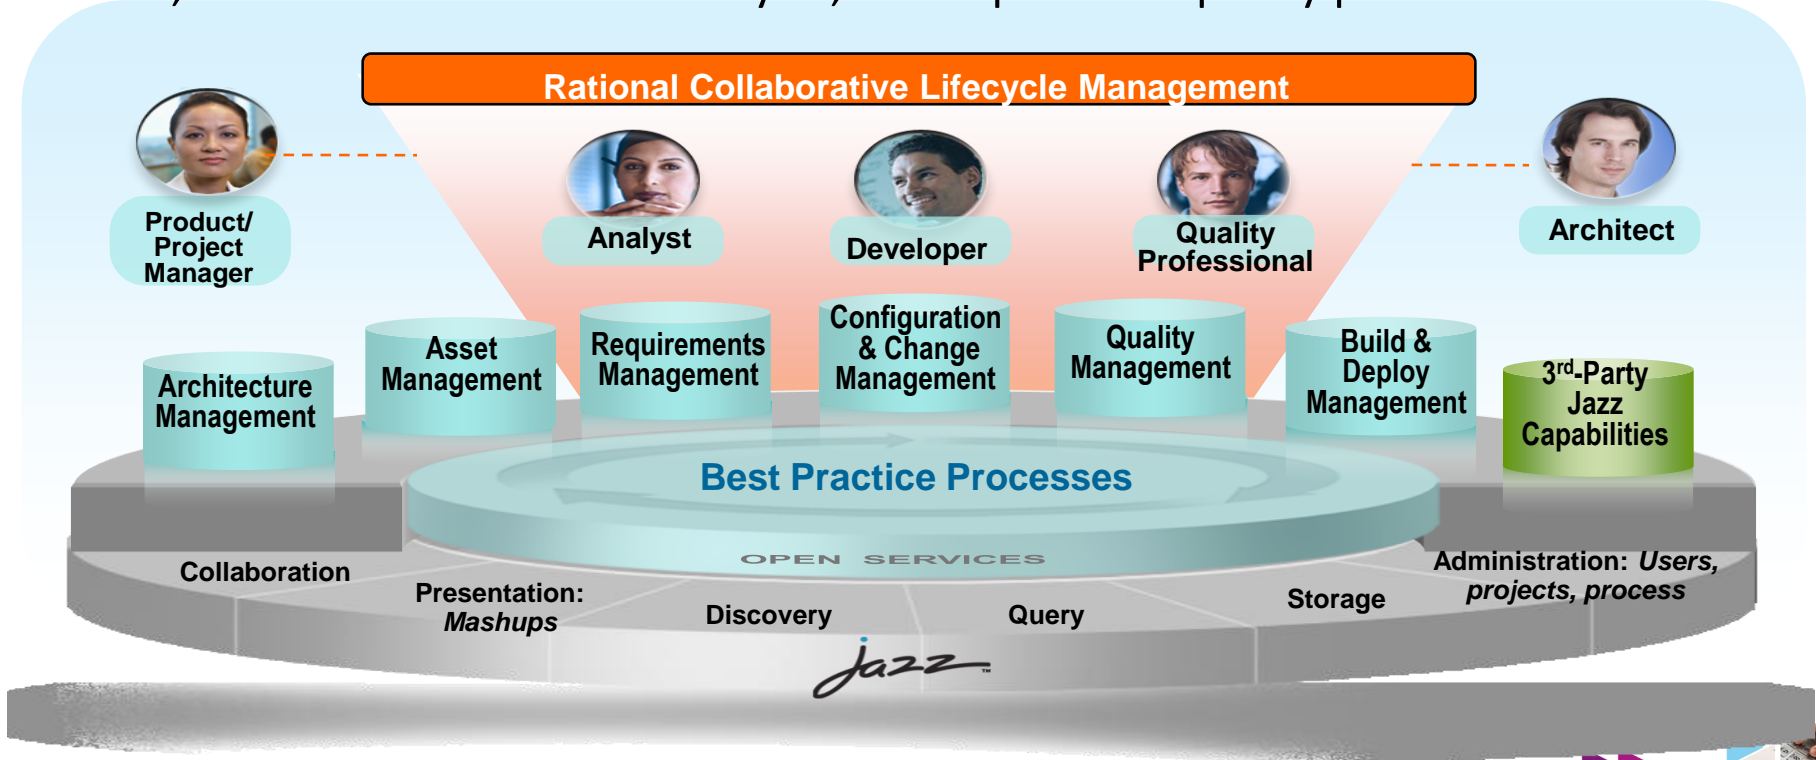 Rational Collaborative Lifecycle Management
Product/
Project
Manager
Analyst
Developer
Quality
Professional
Architect
Architecture
Management
Asset
Management
Requirements
Management
Configuration
& Change
Management
Quality
Management
Build &
Deploy
Management
3rd-Party
Jazz
Capabilities
Best Practice Processes
OPEN SERVICES
Collaboration
Presentation:
Mashups
Discovery
Query
Storage
Administration: Users,
projects, process
jazz™